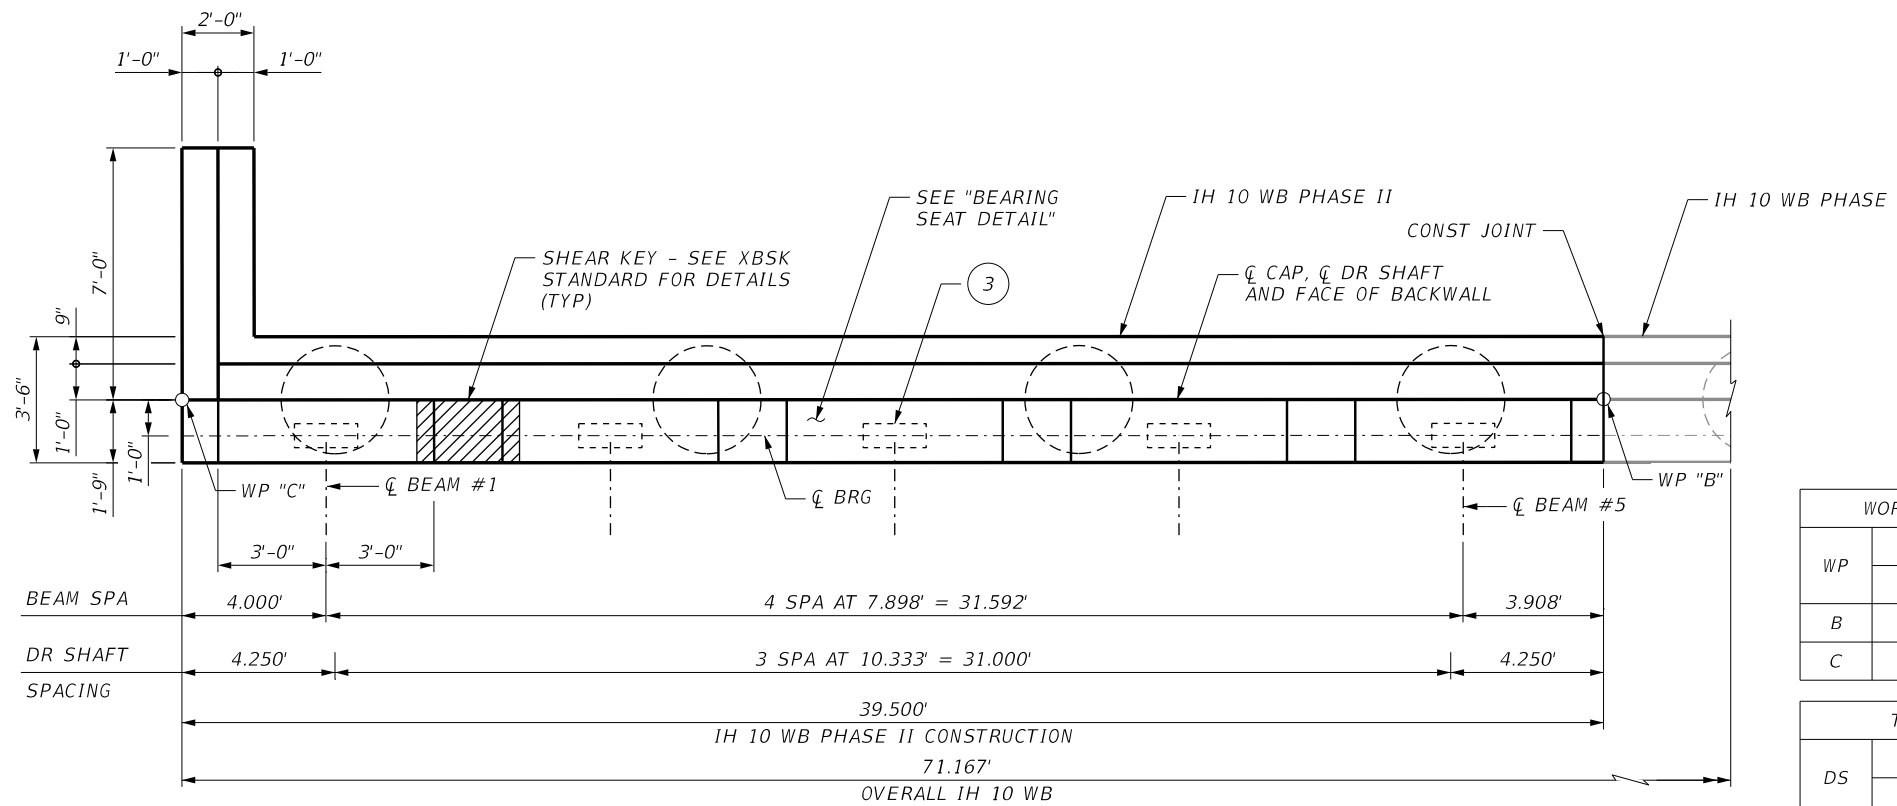 2'-0"
1'-0" 1'-0"
SEE "BEARING
SEAT DETAIL"
IH 10 WB PHASE II
IH 10 WB PHASE
CONST JOINT
SHEAR KEY - SEE XBSK
STANDARD FOR DETAILS
(TYP)
3
℄ CAP, ℄ DR SHAFT
AND FACE OF BACKWALL
7'-0"
9"
3'-6"
1'-0"
1'-9"
1'-0"
WP "C"
℄ BEAM #1
℄ BRG
WP "B"
℄ BEAM #5
3'-0" 3'-0"
BEAM SPA 4.000' 4 SPA AT 7.898' = 31.592' 3.908'
DR SHAFT 4.250' 3 SPA AT 10.333' = 31.000' 4.250'
SPACING
39.500'
IH 10 WB PHASE II CONSTRUCTION
71.167'
OVERALL IH 10 WB
WP
B
C
DS